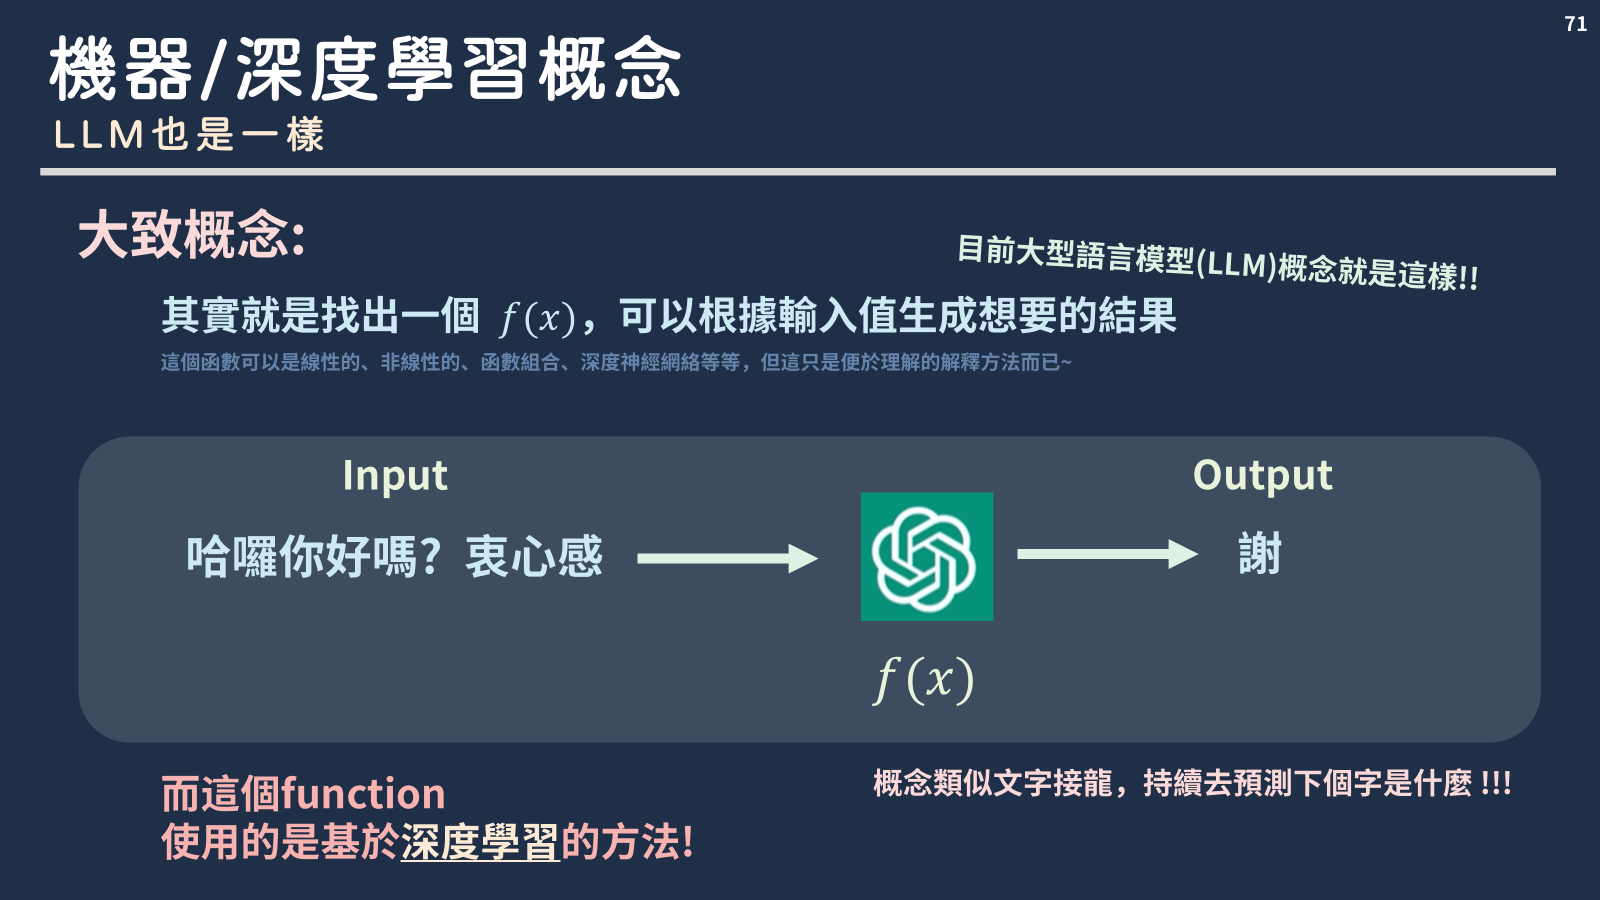 71
機器/深度學習概念
LLM也是一樣
大致概念:
目前大型語言模型(LLM)概念就是這樣!!
其實就是找出一個 f(x)，可以根據輸入值生成想要的結果
這個函數可以是線性的、非線性的、函數組合、深度神經網絡等等，但這只是便於理解的解釋方法而已~
Input
Output
哈囉你好嗎？衷心感
謝
f(x)
而這個function
使用的是基於深度學習的方法!
概念類似文字接龍，持續去預測下個字是什麼 !!!